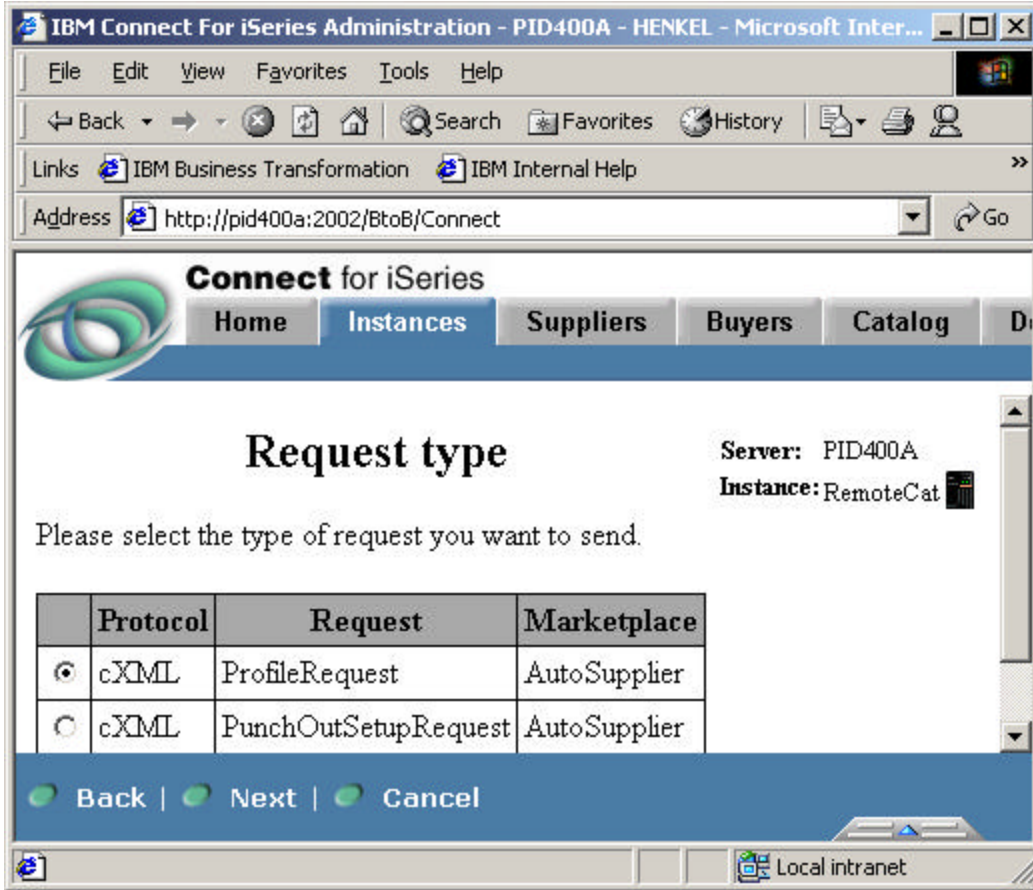 IBM Connect For iSeries Administration - PID400A - HENKEL - Microsoft Inter...
File Edit View Favorites Tools Help
Back Search Favorites History
Links IBM Business Transformation IBM Internal Help »
Address http://pid400a:2002/BtoB/Connect Go
Connect for iSeries
Home Instances Suppliers Buyers Catalog D
Request type
Server: PID400A
Instance: RemoteCat
Please select the type of request you want to send.
Protocol Request Marketplace
cXML ProfileRequest AutoSupplier
cXML PunchOutSetupRequest AutoSupplier
Back | Next | Cancel
Local intranet